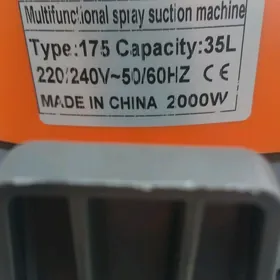 Multifunctional spray suction machine
Type:175 Capacity:35L
220/240V~50/60HZ CE
MADE IN CHINA 2000W